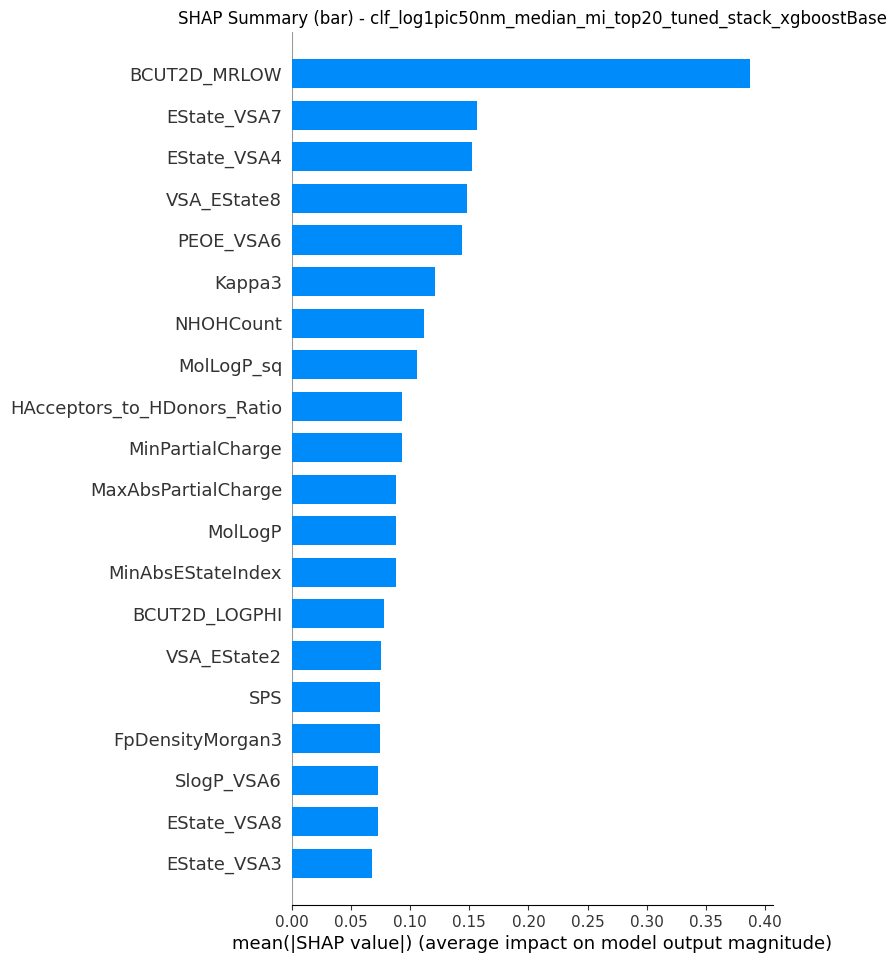 SHAP Summary (bar) - clf_log1pic50nm_median_mi_top20_tuned_stack_xgboostBase
BCUT2D_MRLOW
EState_VSA7
EState_VSA4
VSA_EState8
PEOE_VSA6
Kappa3
NHOHCount
MolLogP_sq
HAcceptors_to_HDonors_Ratio
MinPartialCharge
MaxAbsPartialCharge
MolLogP
MinAbsEStateIndex
BCUT2D_LOGPHI
VSA_EState2
SPS
FpDensityMorgan3
SlogP_VSA6
EState_VSA8
EState_VSA3
0.00 0.05 0.10 0.15 0.20 0.25 0.30 0.35 0.40
mean(|SHAP value|) (average impact on model output magnitude)